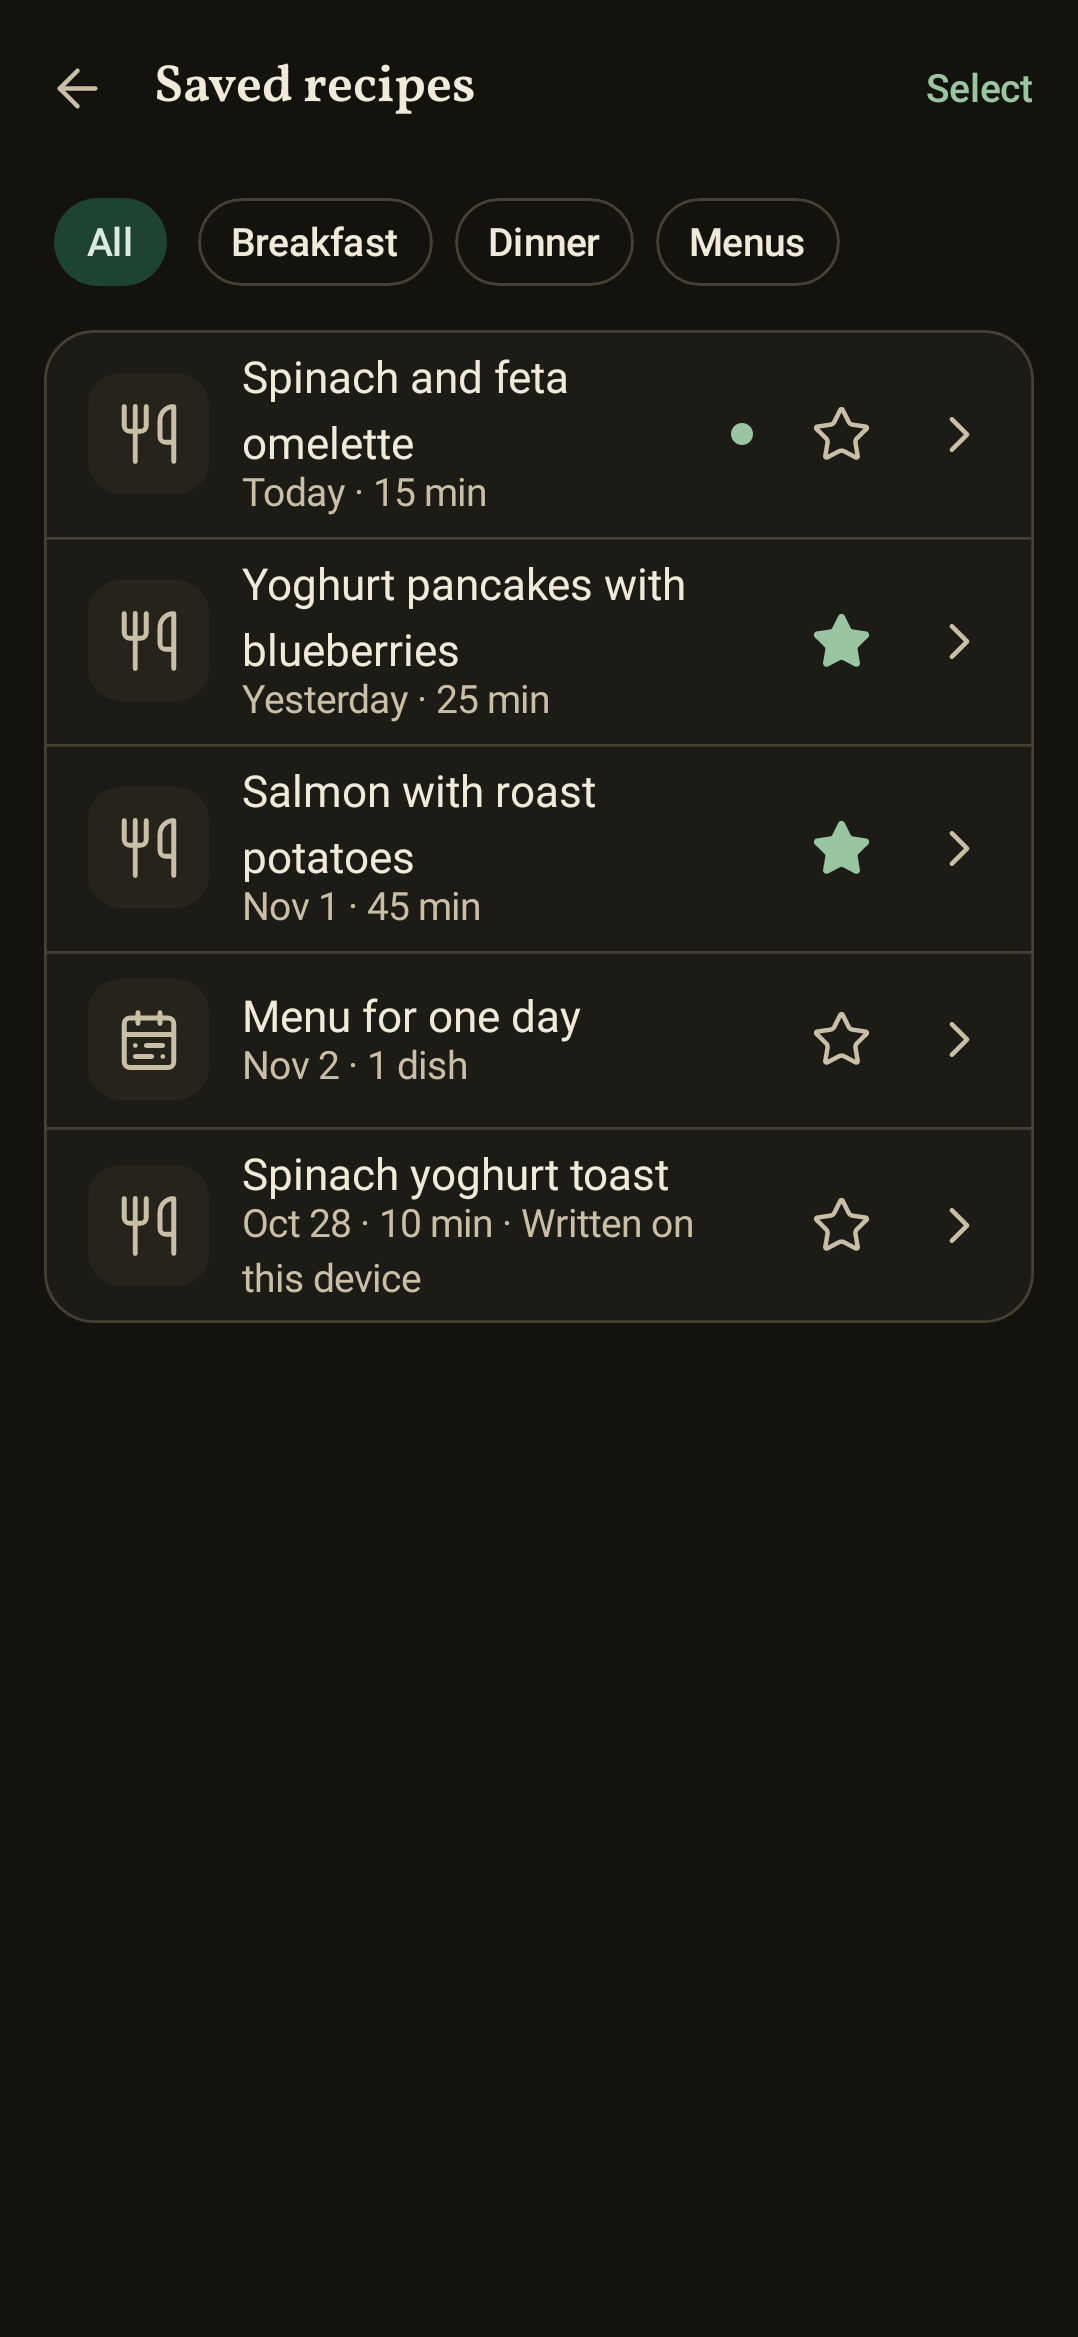 Saved recipes
Select
All
Breakfast
Dinner
Menus
Spinach and feta
omelette
Today · 15 min
Yoghurt pancakes with
blueberries
Yesterday · 25 min
Salmon with roast
potatoes
Nov 1 · 45 min
Menu for one day
Nov 2 · 1 dish
Spinach yoghurt toast
Oct 28 · 10 min · Written on
this device